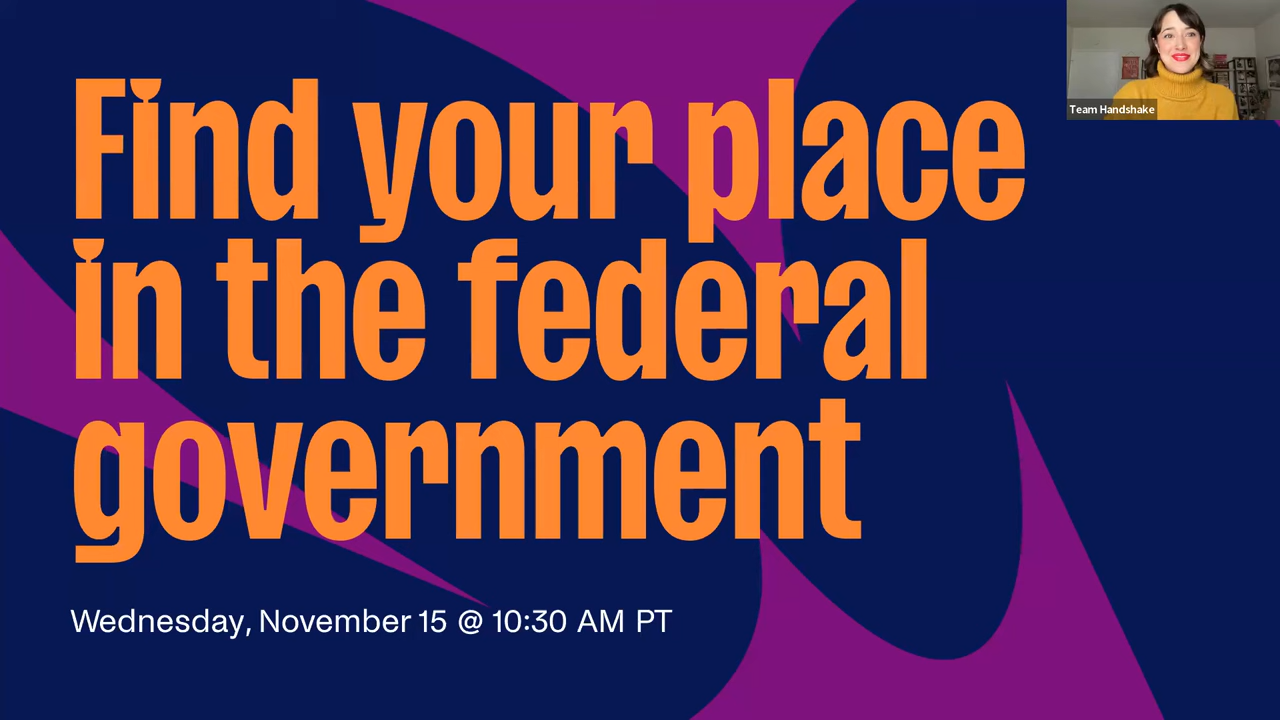 Find your place
in the federal
government
Wednesday, November 15 @ 10:30 AM PT
Team Handshake